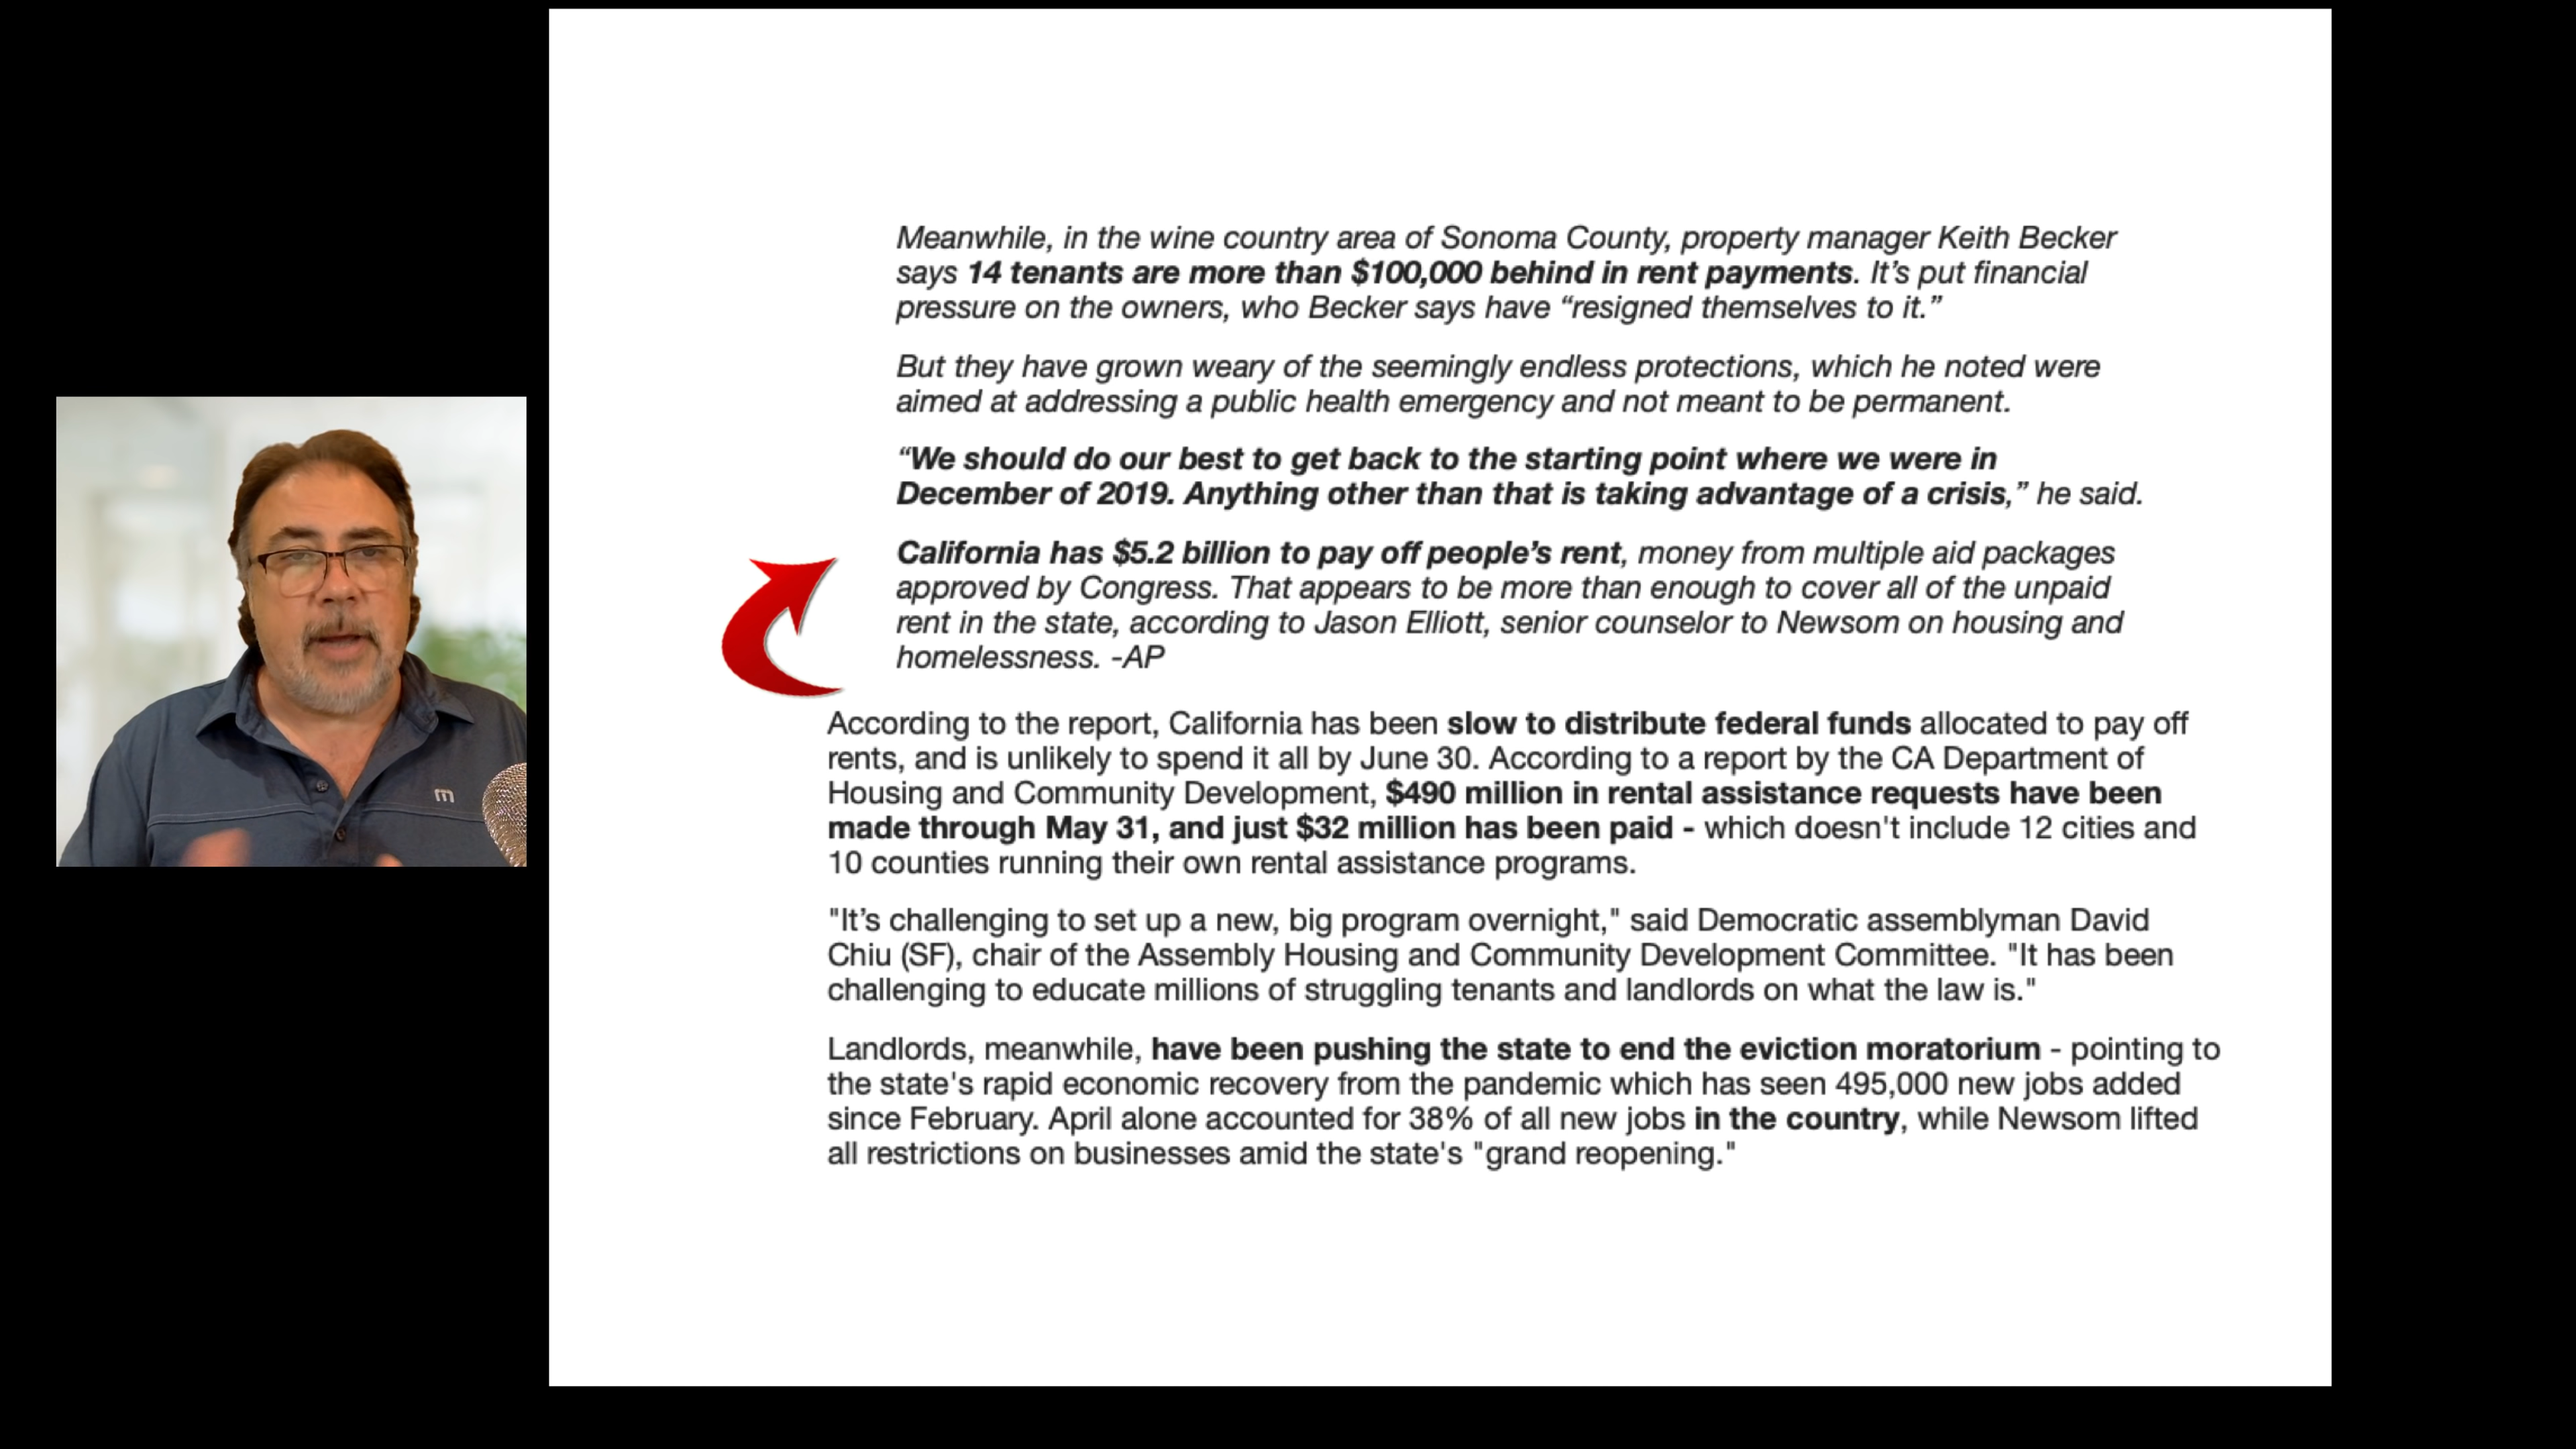 Meanwhile, in the wine country area of Sonoma County, property manager Keith Becker
says 14 tenants are more than $100,000 behind in rent payments. It’s put financial
pressure on the owners, who Becker says have “resigned themselves to it.”
But they have grown weary of the seemingly endless protections, which he noted were
aimed at addressing a public health emergency and not meant to be permanent.
“We should do our best to get back to the starting point where we were in
December of 2019. Anything other than that is taking advantage of a crisis,” he said.
California has $5.2 billion to pay off people’s rent, money from multiple aid packages
approved by Congress. That appears to be more than enough to cover all of the unpaid
rent in the state, according to Jason Elliott, senior counselor to Newsom on housing and
homelessness. -AP
According to the report, California has been slow to distribute federal funds allocated to pay off
rents, and is unlikely to spend it all by June 30. According to a report by the CA Department of
Housing and Community Development, $490 million in rental assistance requests have been
made through May 31, and just $32 million has been paid - which doesn't include 12 cities and
10 counties running their own rental assistance programs.
"It’s challenging to set up a new, big program overnight," said Democratic assemblyman David
Chiu (SF), chair of the Assembly Housing and Community Development Committee. "It has been
challenging to educate millions of struggling tenants and landlords on what the law is."
Landlords, meanwhile, have been pushing the state to end the eviction moratorium - pointing to
the state's rapid economic recovery from the pandemic which has seen 495,000 new jobs added
since February. April alone accounted for 38% of all new jobs in the country, while Newsom lifted
all restrictions on businesses amid the state's "grand reopening."